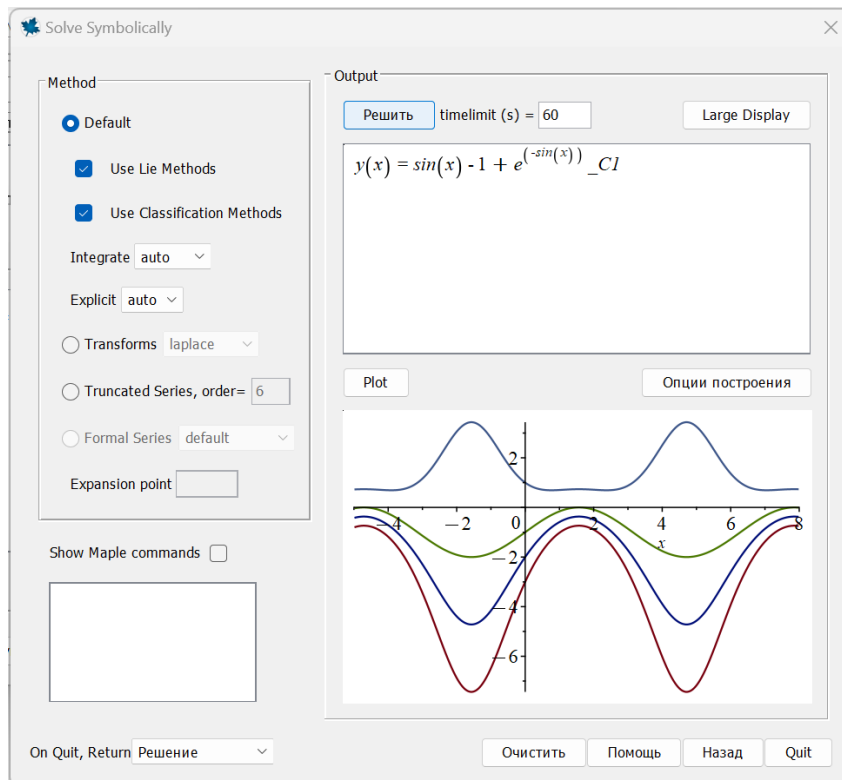 Solve Symbolically
Method
Default
Use Lie Methods
Use Classification Methods
Integrate auto
Explicit auto
Transforms laplace
Truncated Series, order= 6
Formal Series default
Expansion point
Show Maple commands
On Quit, Return Решение
Output
Решить timelimit (s) = 60 Large Display
y(x) = sin(x) - 1 + e^(-sin(x)) _C1
Plot Опции построения
2
−4 −2 0 2 4 6 8
x
−2
−4
−6
Очистить Помощь Назад Quit